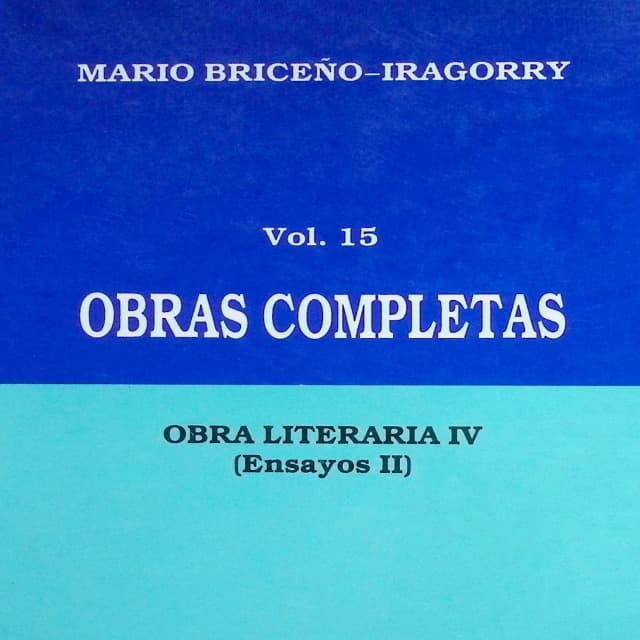 MARIO BRICEÑO–IRAGORRY
Vol. 15
OBRAS COMPLETAS
OBRA LITERARIA IV
(Ensayos II)